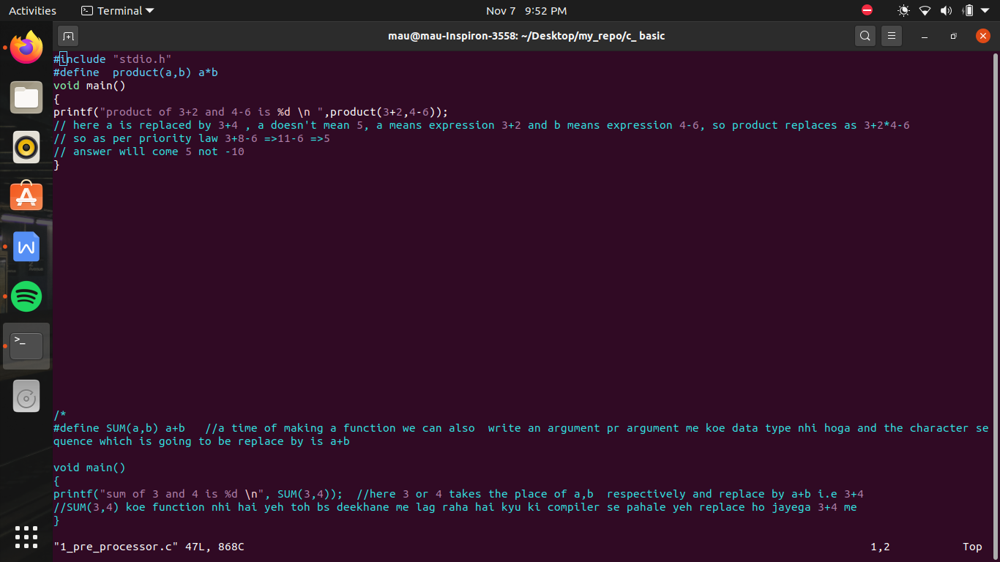 Activities
Terminal
Nov 7 9:52 PM
mau@mau-Inspiron-3558: ~/Desktop/my_repo/c_ basic
#include "stdio.h"
#define  product(a,b) a*b
void main()
{
printf("product of 3+2 and 4-6 is %d \n ",product(3+2,4-6));
// here a is replaced by 3+4 , a doesn't mean 5, a means expression 3+2 and b means expression 4-6, so product replaces as 3+2*4-6
// so as per priority law 3+8-6 =>11-6 =>5
// answer will come 5 not -10
}
/*
#define SUM(a,b) a+b   //a time of making a function we can also  write an argument pr argument me koe data type nhi hoga and the character se
quence which is going to be replace by is a+b
void main()
{
printf("sum of 3 and 4 is %d \n", SUM(3,4));  //here 3 or 4 takes the place of a,b  respectively and replace by a+b i.e 3+4
//SUM(3,4) koe function nhi hai yeh toh bs deekhane me lag raha hai kyu ki compiler se pahale yeh replace ho jayega 3+4 me
}
"1_pre_processor.c" 47L, 868C
1,2
Top